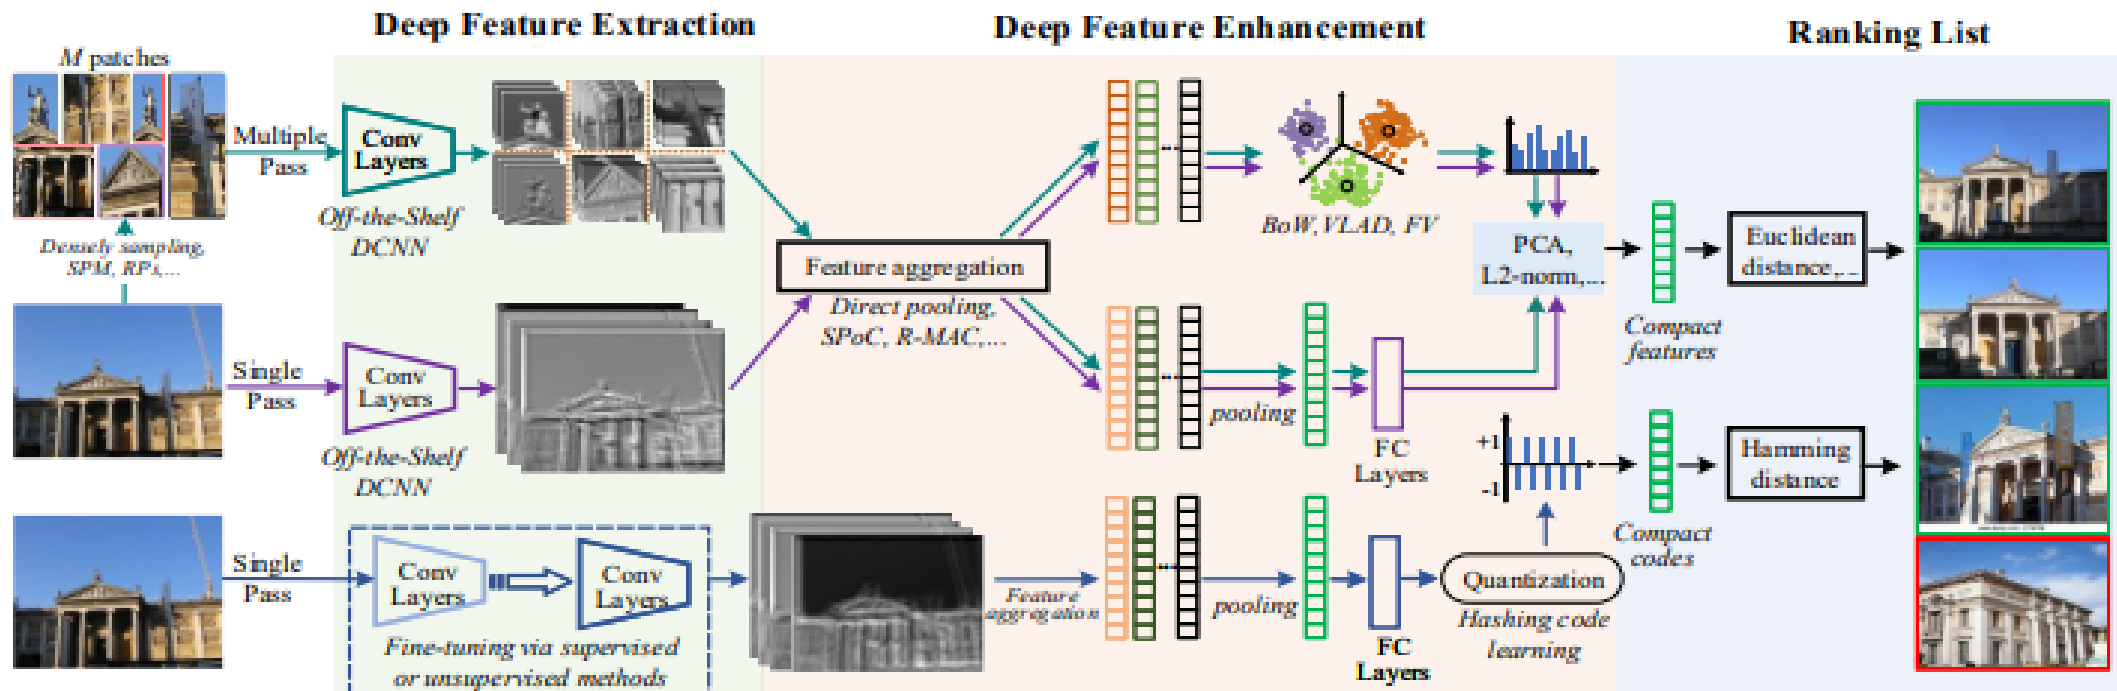 Deep Feature Extraction
Deep Feature Enhancement
Ranking List
M patches
Multiple
Pass
Conv
Layers
Off-the-Shelf
DCNN
Densely sampling,
SPM, RPs,...
Feature aggregation
Direct pooling,
SPoC, R-MAC,...
BoW, VLAD, FV
PCA,
L2-norm,...
Compact
features
Euclidean
distance,...
Single
Pass
Conv
Layers
Off-the-Shelf
DCNN
...
...
pooling
FC
Layers
+1
-1
Compact
codes
Hamming
distance
Single
Pass
Conv
Layers
Conv
Layers
Fine-tuning via supervised
or unsupervised methods
Feature
aggregation
...
pooling
FC
Layers
Quantization
Hashing code
learning